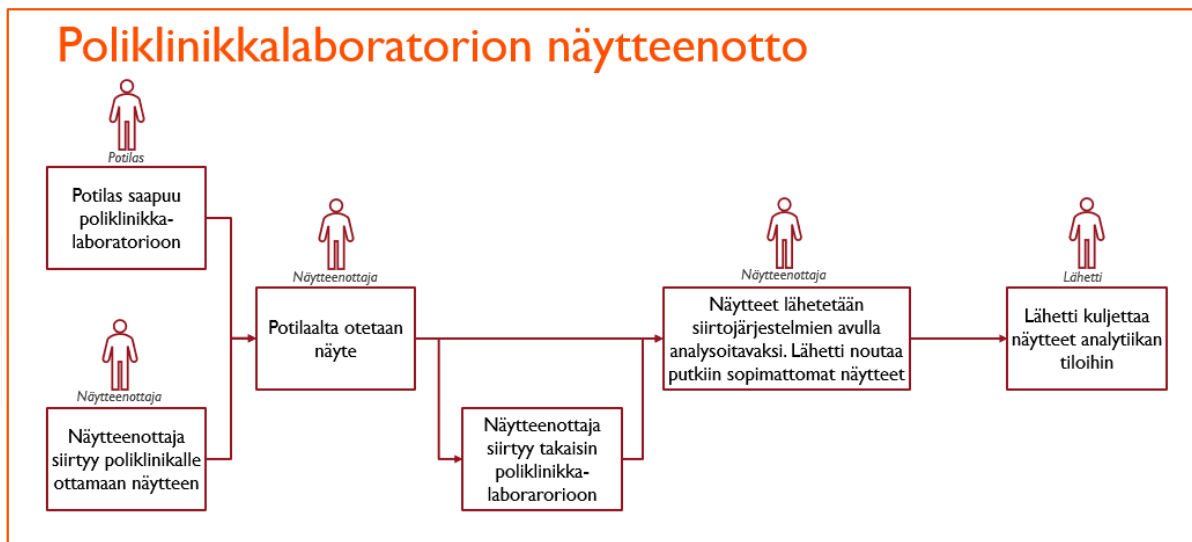 Poliklinikkalaboratorion näytteenotto
Potilas
Potilas saapuu
poliklinikka-
laboratorioon
Näytteenottaja
Näytteenottaja
siirtyy poliklinikalle
ottamaan näytteen
Näytteenottaja
Potilaalta otetaan
näyte
Näytteenottaja
siirtyy takaisin
poliklinikka-
laborarorioon
Näytteenottaja
Näytteet lähetetään
siirtojärjestelmien avulla
analysoitavaksi. Lähetti noutaa
putkiin sopimattomat näytteet
Lähetti
Lähetti kuljettaa
näytteet analytiikan
tiloihin